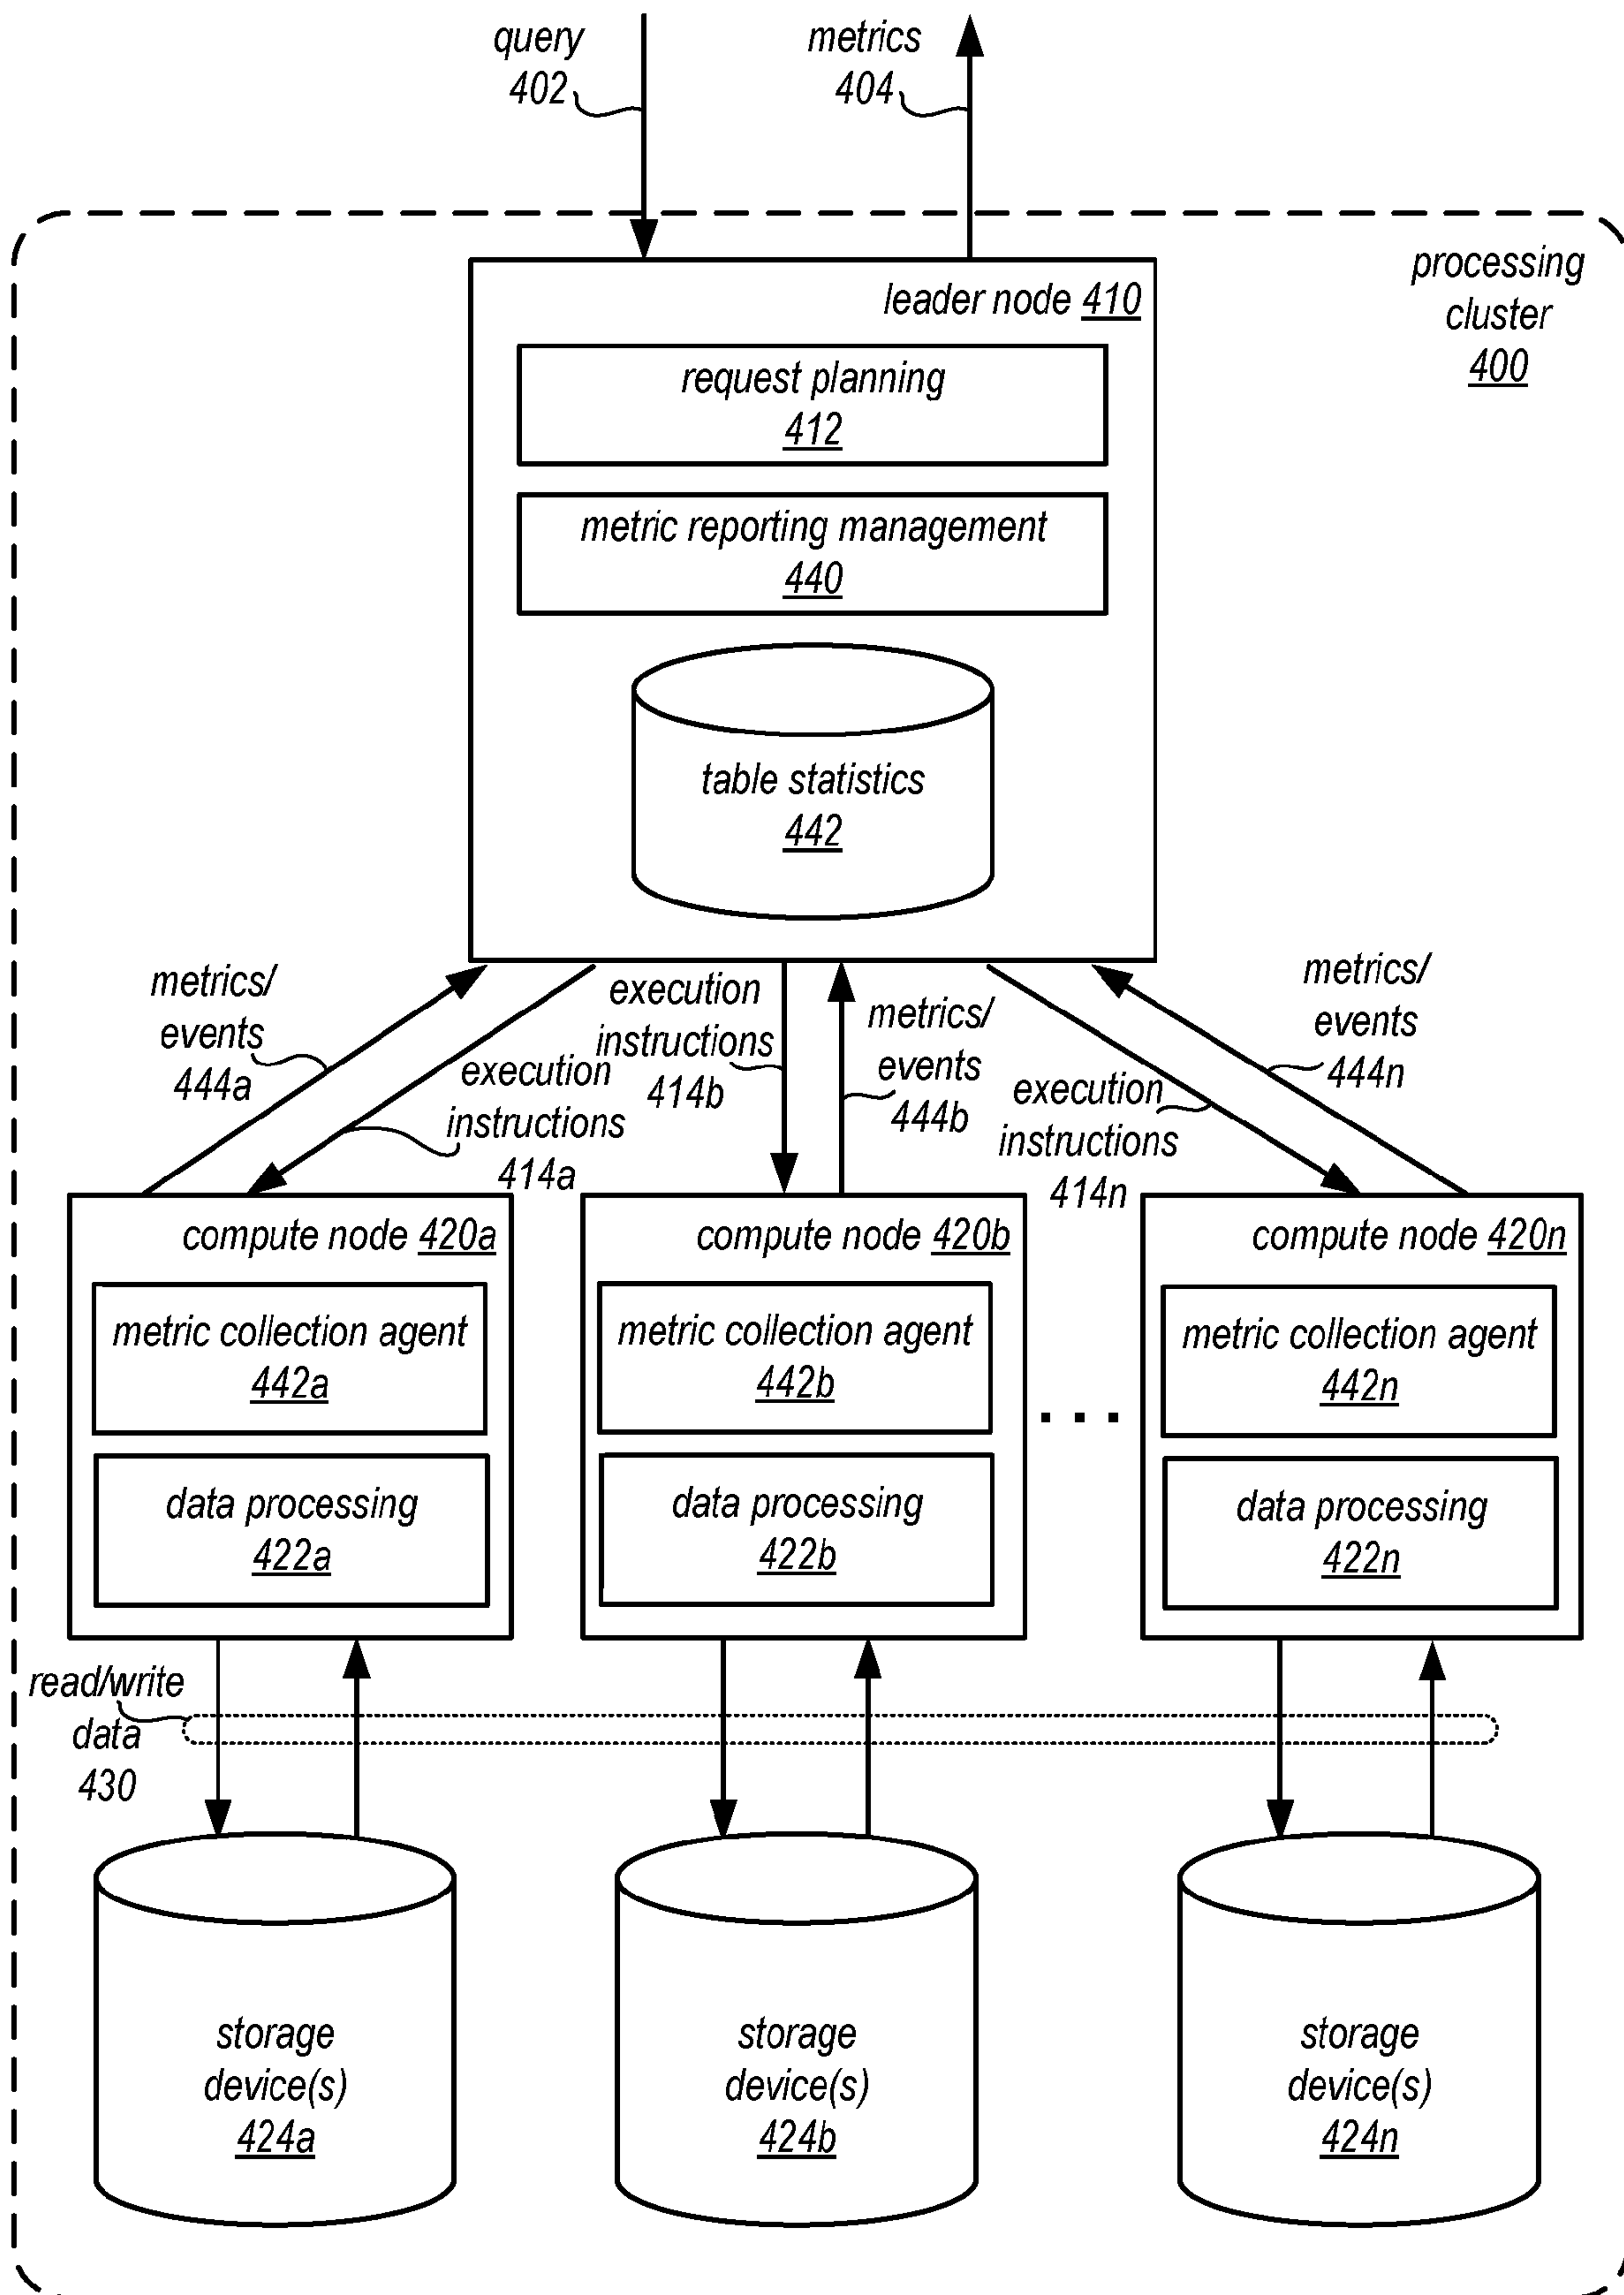 query
402
metrics
404
processing
cluster
400
leader node 410
request planning
412
metric reporting management
440
table statistics
442
metrics/
events
444a
execution
instructions
414a
execution
instructions
414b
metrics/
events
444b
execution
instructions
414n
metrics/
events
444n
compute node 420a
metric collection agent
442a
data processing
422a
compute node 420b
metric collection agent
442b
data processing
422b
. . .
compute node 420n
metric collection agent
442n
data processing
422n
read/write
data
430
storage
device(s)
424a
storage
device(s)
424b
storage
device(s)
424n